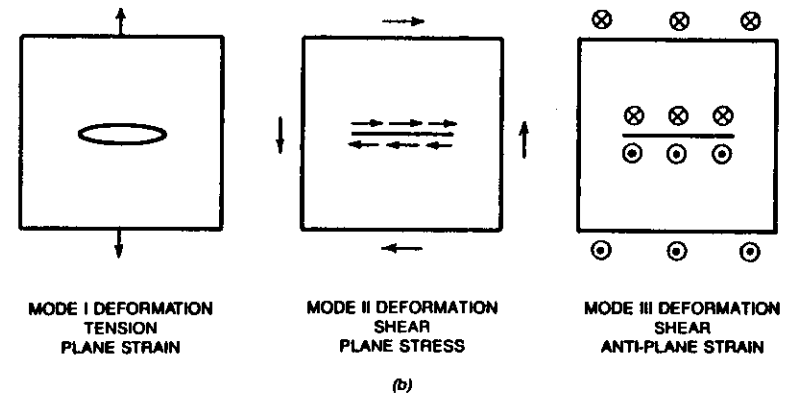 MODE I DEFORMATION
TENSION
PLANE STRAIN
MODE II DEFORMATION
SHEAR
PLANE STRESS
MODE III DEFORMATION
SHEAR
ANTI-PLANE STRAIN
(b)